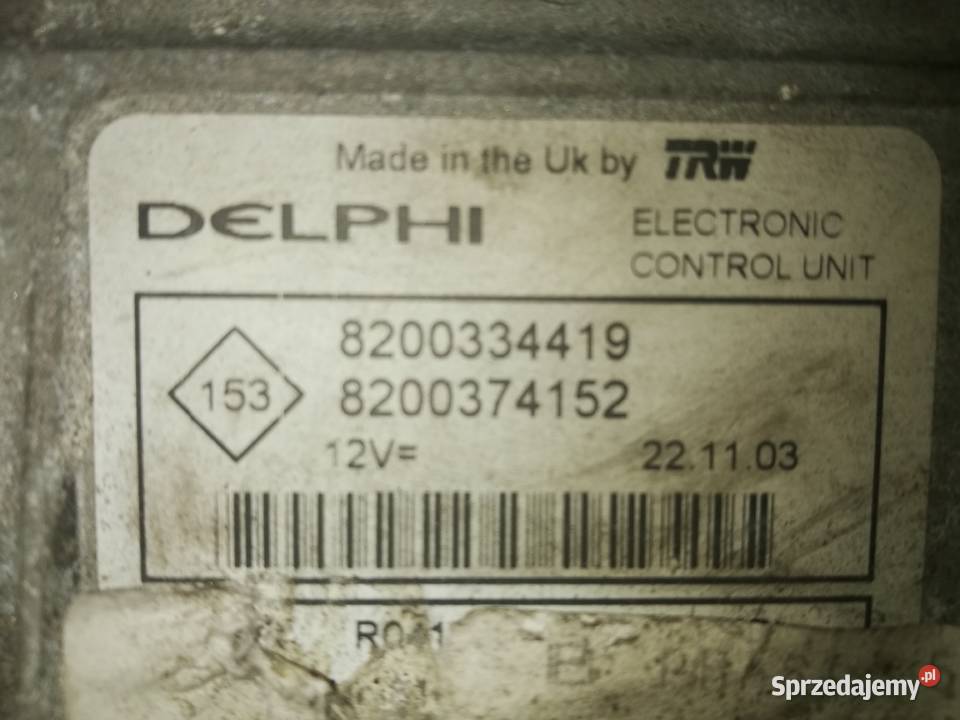 Made in the Uk by TRW
DELPHI
ELECTRONIC
CONTROL UNIT
153
8200334419
8200374152
12V=
22.11.03
Sprzedajemy.pl